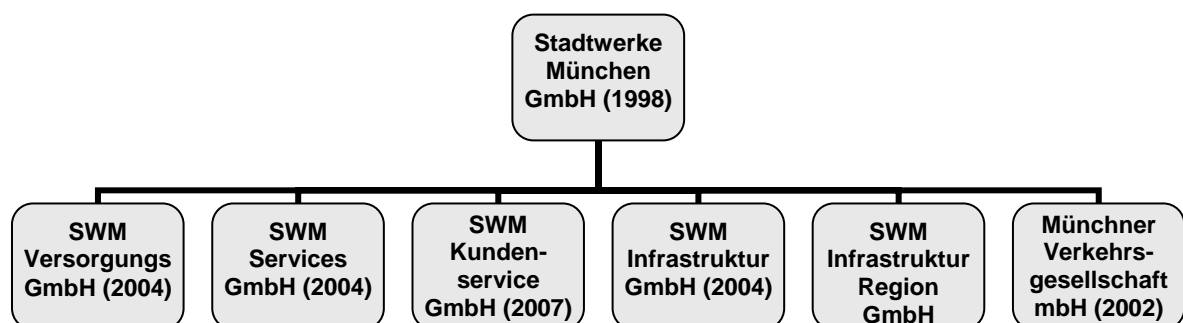 Stadtwerke
München
GmbH (1998)
SWM
Versorgungs
GmbH (2004)
SWM
Services
GmbH (2004)
SWM
Kunden-
service
GmbH (2007)
SWM
Infrastruktur
GmbH (2004)
SWM
Infrastruktur
Region
GmbH
Münchner
Verkehrs-
gesellschaft
mbH (2002)